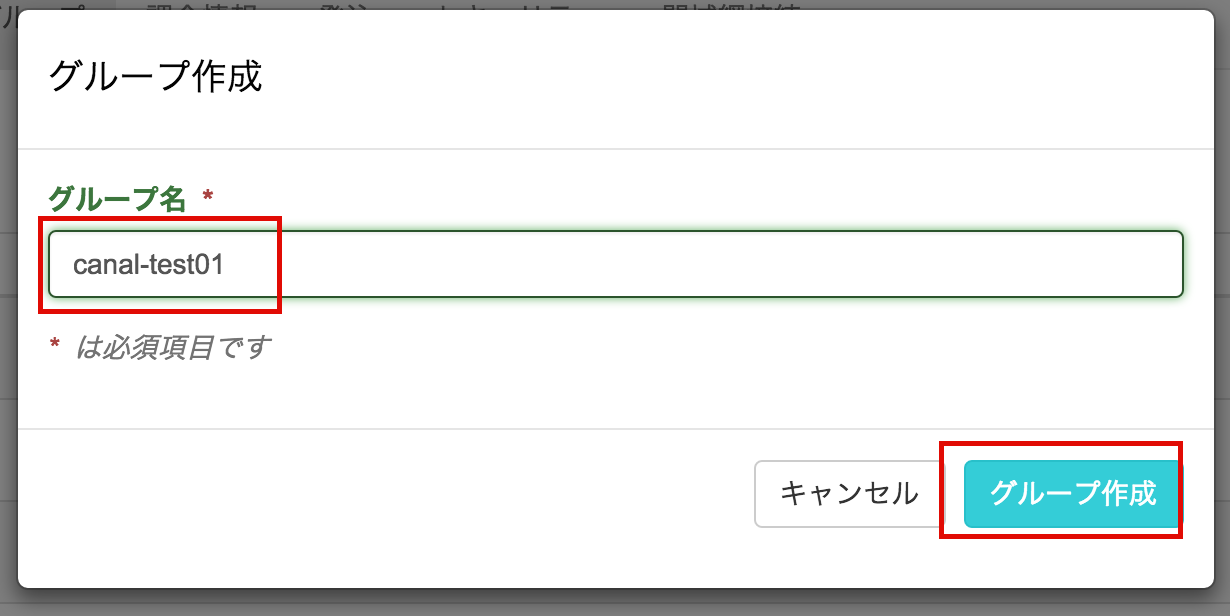 グループ作成
グループ名 *
canal-test01
* は必須項目です
キャンセル
グループ作成